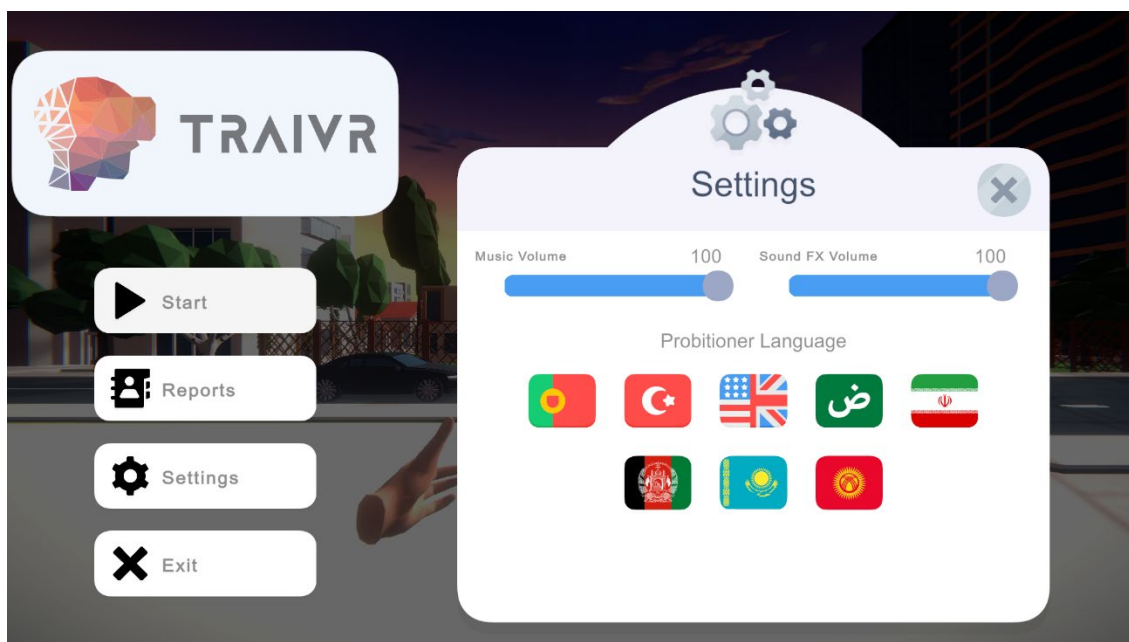 TRAIVR
Start
Reports
Settings
Exit
Settings
Music Volume 100 Sound FX Volume 100
Probitioner Language
ض